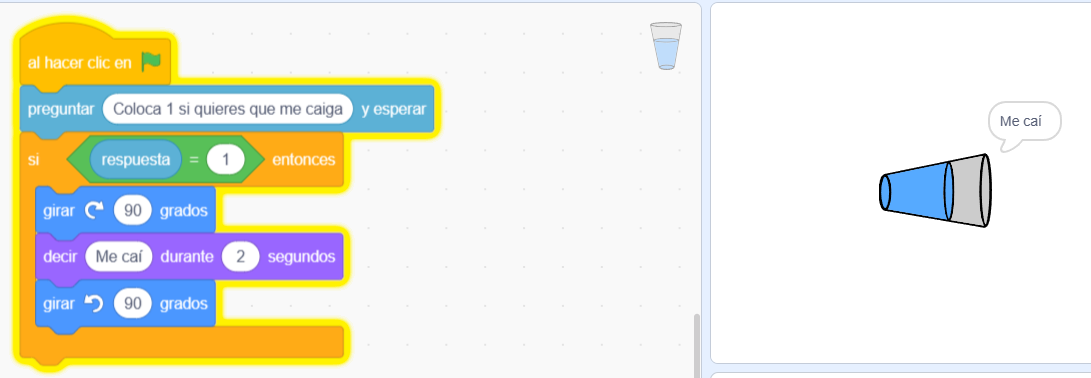 al hacer clic en
preguntar Coloca 1 si quieres que me caiga y esperar
si respuesta = 1 entonces
girar 90 grados
decir Me caí durante 2 segundos
girar 90 grados
Me caí